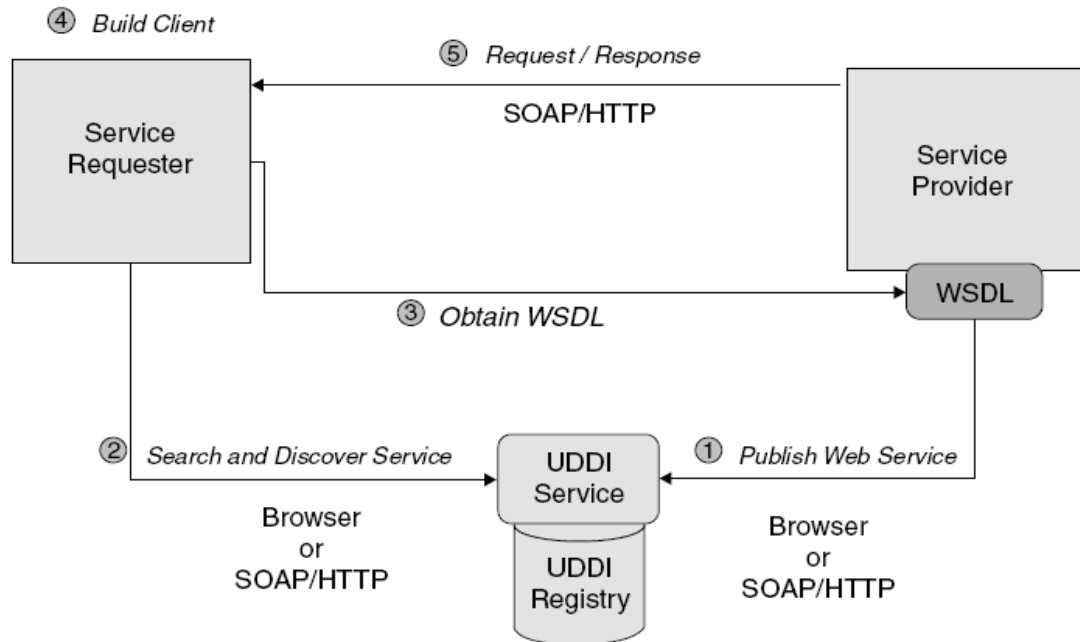 ④ Build Client
⑤ Request / Response
SOAP/HTTP
Service
Requester
Service
Provider
WSDL
③ Obtain WSDL
② Search and Discover Service
Browser
or
SOAP/HTTP
UDDI
Service
UDDI
Registry
① Publish Web Service
Browser
or
SOAP/HTTP